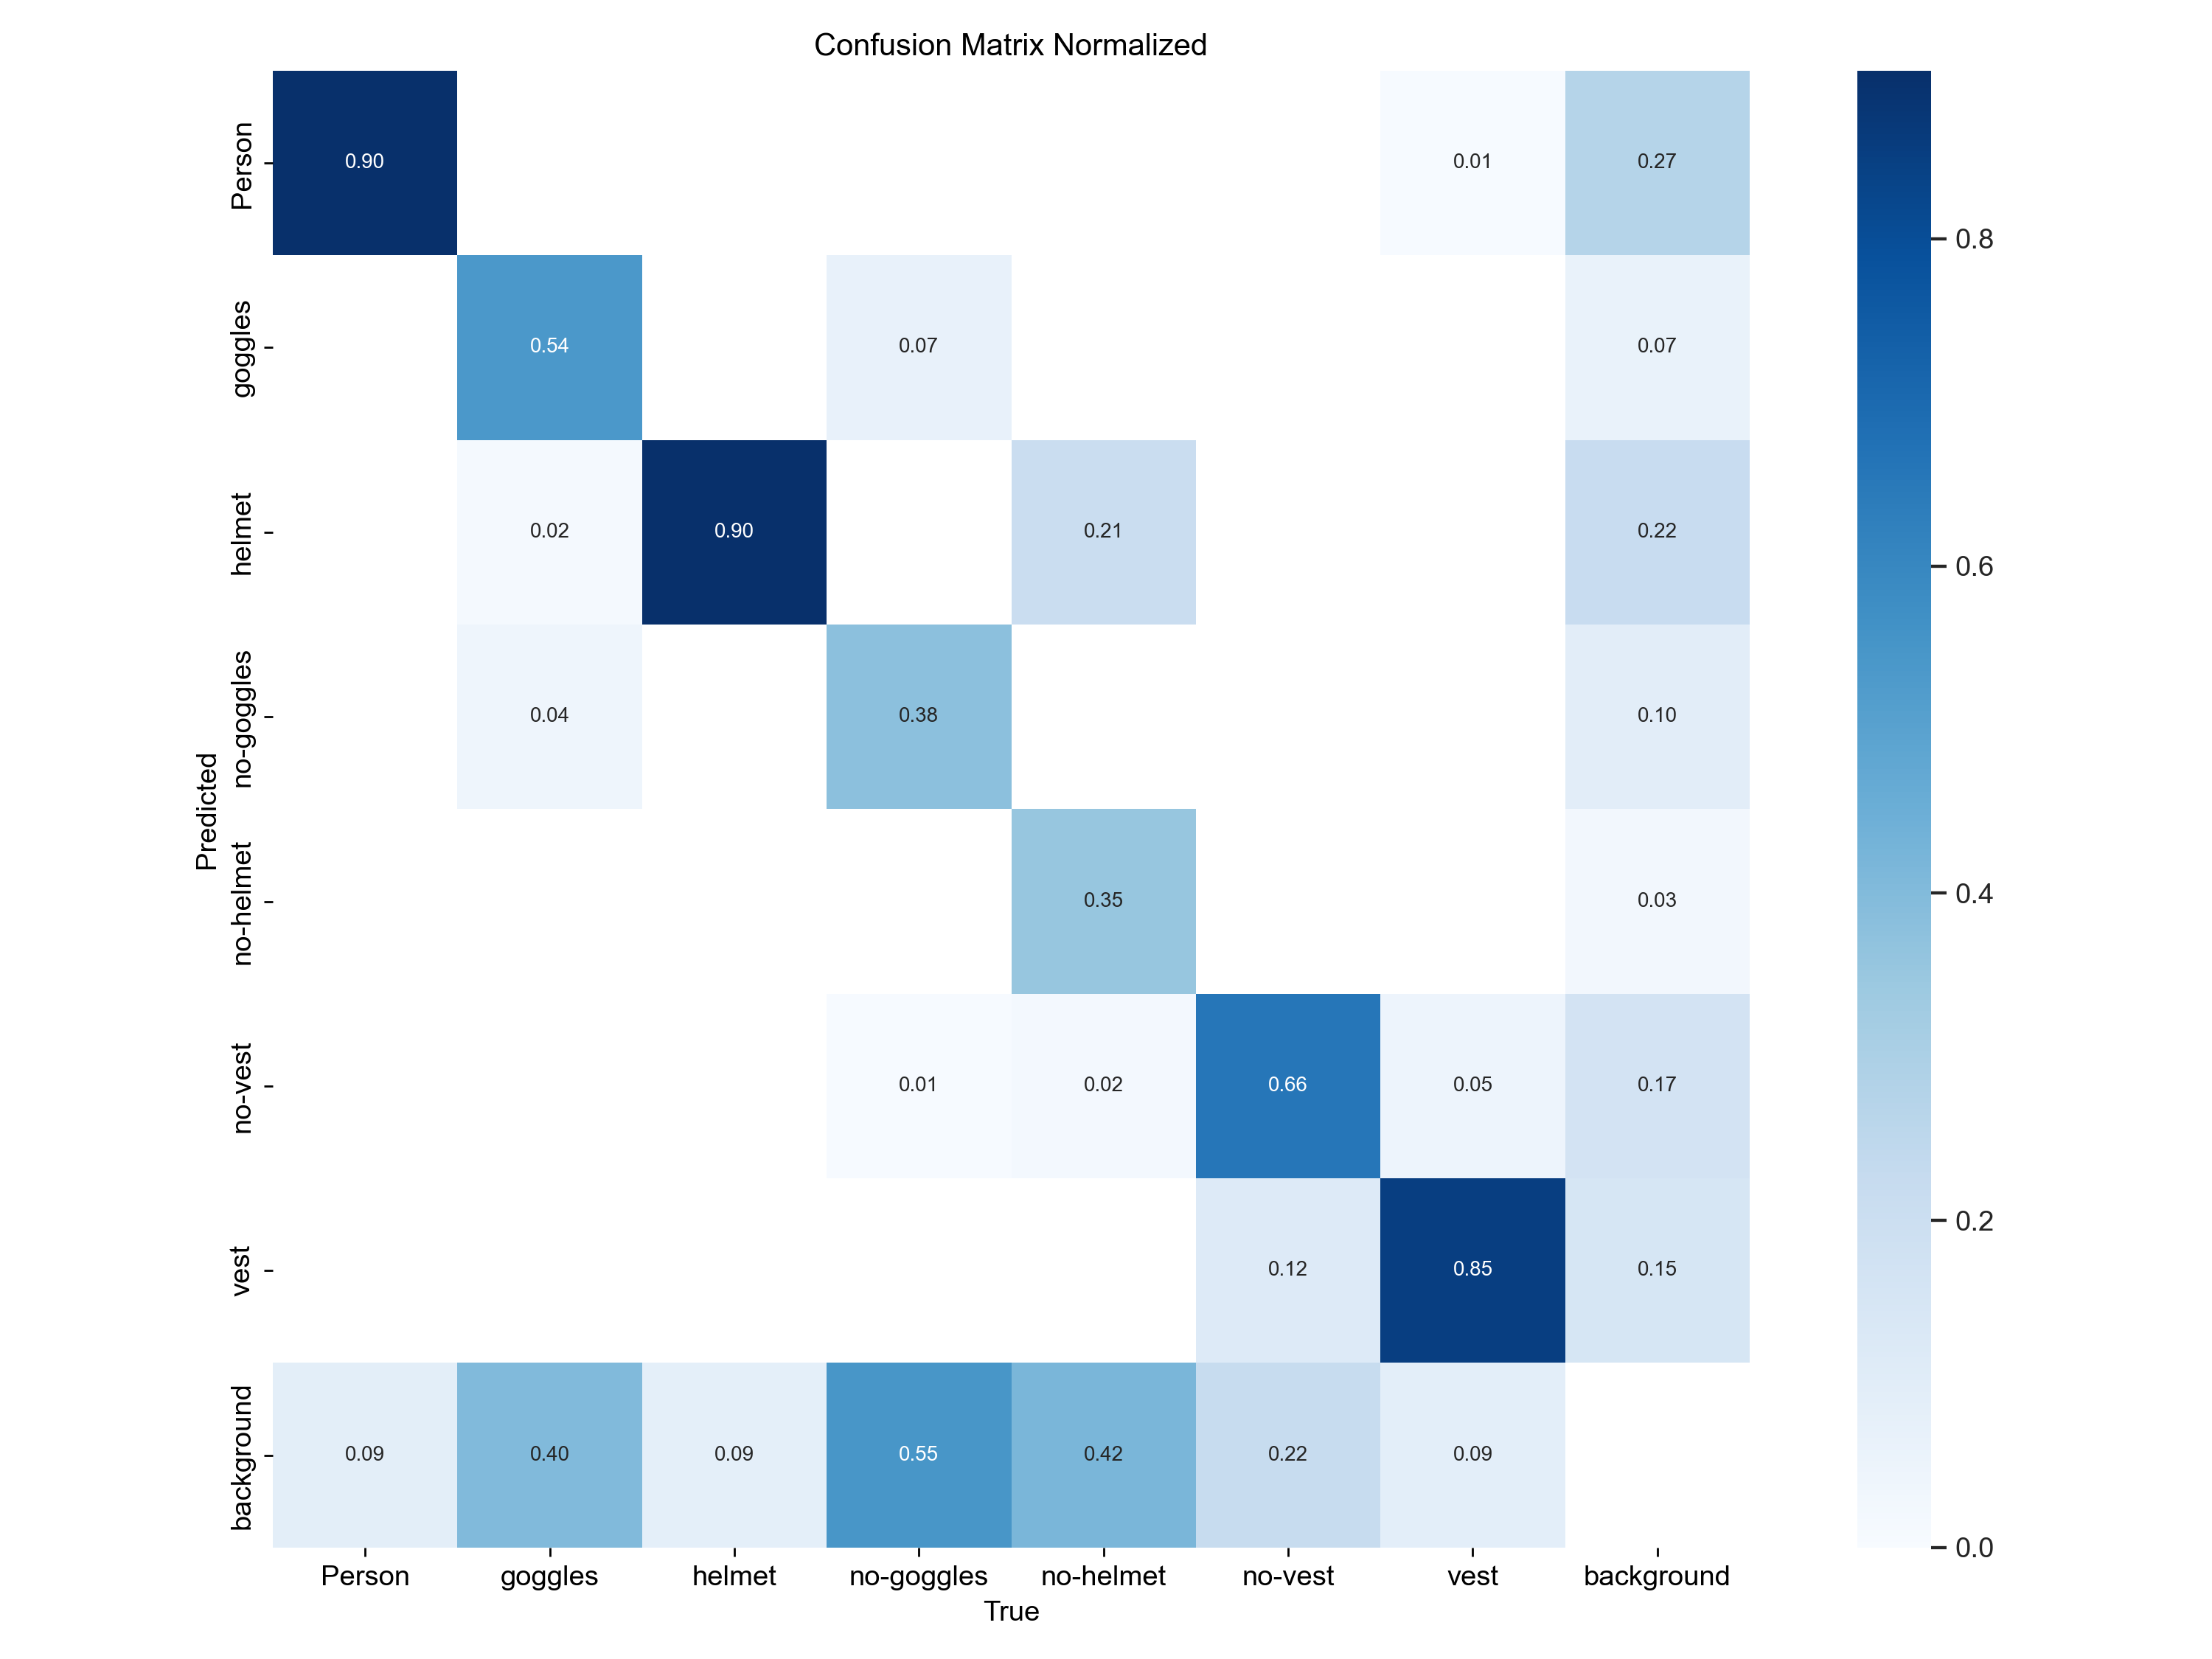 Confusion Matrix Normalized
Person
0.90
0.01
0.27
0.8
goggles
0.54
0.07
0.07
helmet
0.02
0.90
0.21
0.22
0.6
no-goggles
0.04
0.38
0.10
Predicted
no-helmet
0.35
0.03
0.4
no-vest
0.01
0.02
0.66
0.05
0.17
vest
0.12
0.85
0.15
0.2
background
0.09
0.40
0.09
0.55
0.42
0.22
0.09
0.0
Person goggles helmet no-goggles no-helmet no-vest vest background
True